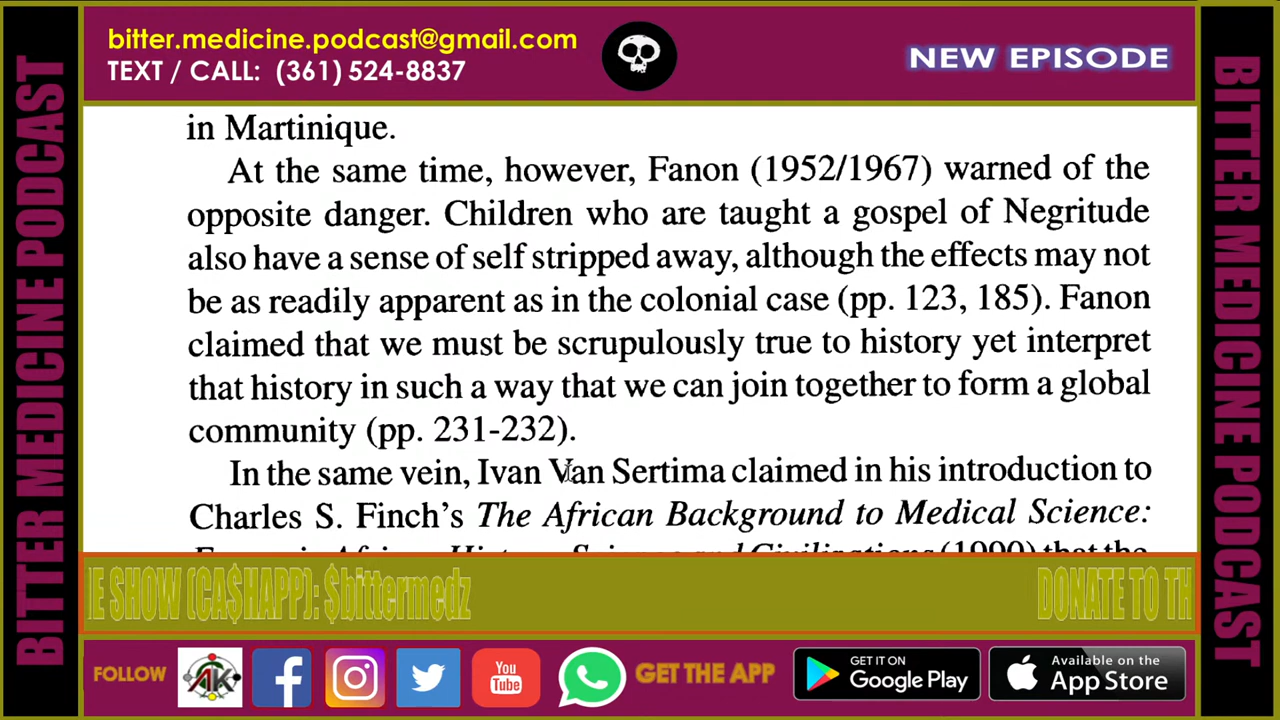 bitter.medicine.podcast@gmail.com
TEXT / CALL: (361) 524-8837
NEW EPISODE
BITTER MEDICINE PODCAST
in Martinique.
At the same time, however, Fanon (1952/1967) warned of the
opposite danger. Children who are taught a gospel of Negritude
also have a sense of self stripped away, although the effects may not
be as readily apparent as in the colonial case (pp. 123, 185). Fanon
claimed that we must be scrupulously true to history yet interpret
that history in such a way that we can join together to form a global
community (pp. 231-232).
In the same vein, Ivan Van Sertima claimed in his introduction to
Charles S. Finch's The African Background to Medical Science:
(1990) that the
E SHOW (CA$HAPP): $bittermedz
DONATE TO TH
FOLLOW
You
Tube
GET THE APP
GET IT ON
Google Play
Available on the
App Store
BITTER MEDICINE PODCAST